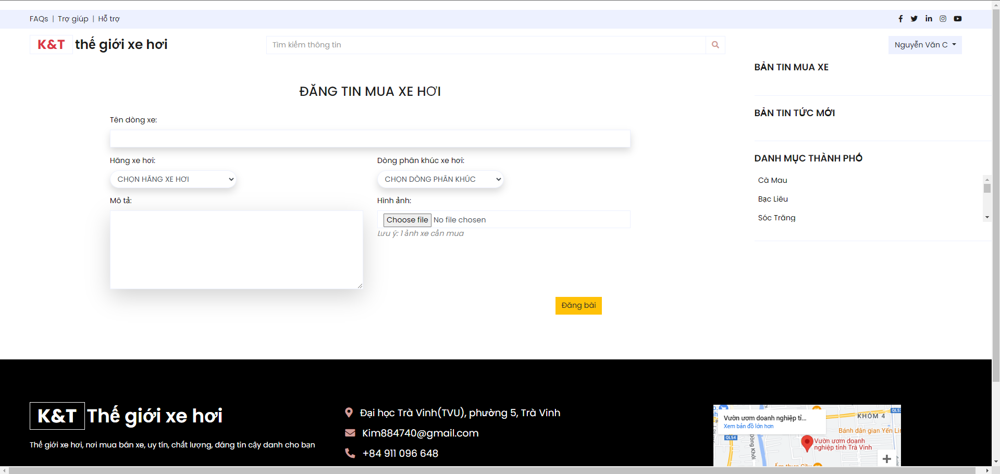 FAQs | Trợ giúp | Hỗ trợ
K&T thế giới xe hơi
Tìm kiếm thông tin
Nguyễn Văn C
ĐĂNG TIN MUA XE HƠI
Tên dòng xe:
Hãng xe hơi:
Dòng phân khúc xe hơi:
CHỌN HÃNG XE HƠI
CHỌN DÒNG PHÂN KHÚC
Mô tả:
Hình ảnh:
Choose file No file chosen
Lưu ý: 1 ảnh xe cần mua
Đăng bài
BẢN TIN MUA XE
BẢN TIN TỨC MỚI
DANH MỤC THÀNH PHỐ
Cà Mau
Bạc Liêu
Sóc Trăng
K&T Thế giới xe hơi
Thế giới xe hơi, nơi mua bán xe, uy tín, chất lượng, đáng tin cậy danh cho bạn
Đại học Trà Vinh(TVU), phường 5, Trà Vinh
Kim884740@gmail.com
+84 911 096 648
Vườn ươm doanh nghiệp tỉ...
Xem bản đồ lớn hơn
KHÓM 4
QL54
Bánh dân gian Yến
Đồng Khởi
Vườn ươm doanh
nghiệp tỉnh Trà Vinh